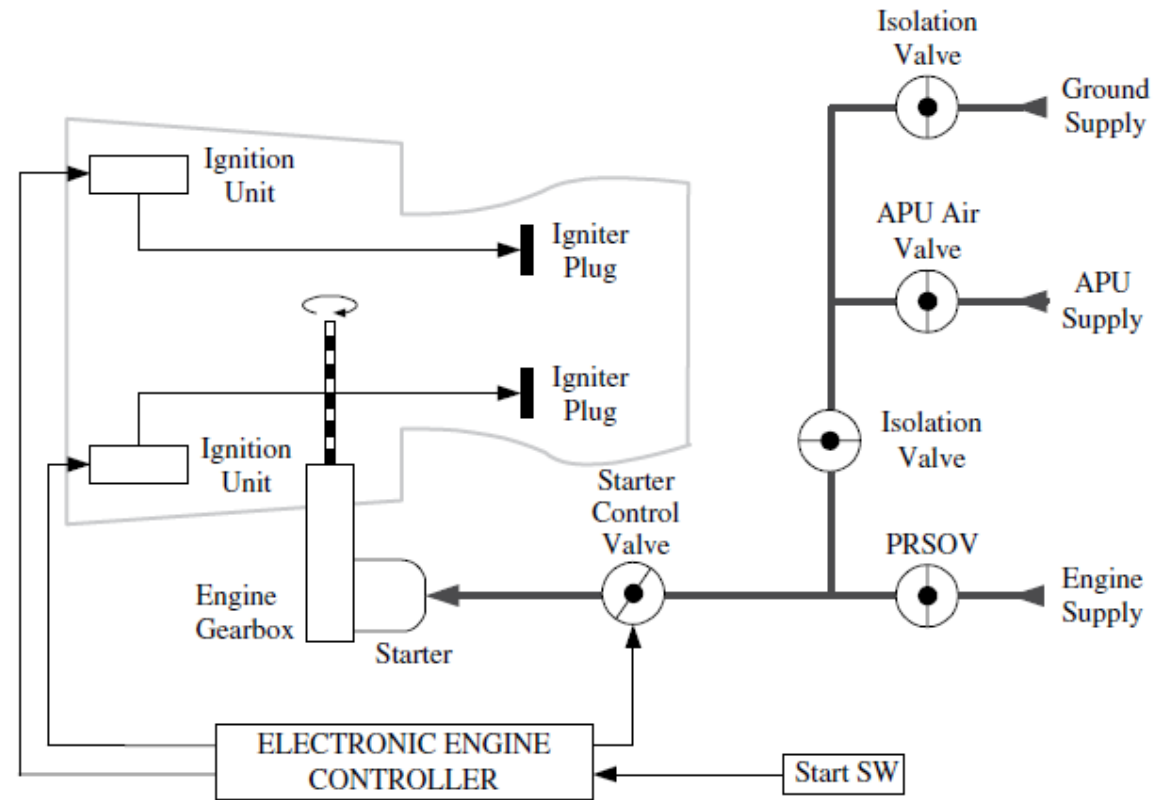 Isolation
Valve
Ground
Supply
Ignition
Unit
APU Air
Valve
Igniter
Plug
APU
Supply
Igniter
Plug
Isolation
Valve
Ignition
Unit
Starter
Control
Valve
PRSOV
Engine
Supply
Engine
Gearbox
Starter
ELECTRONIC ENGINE
CONTROLLER
Start SW